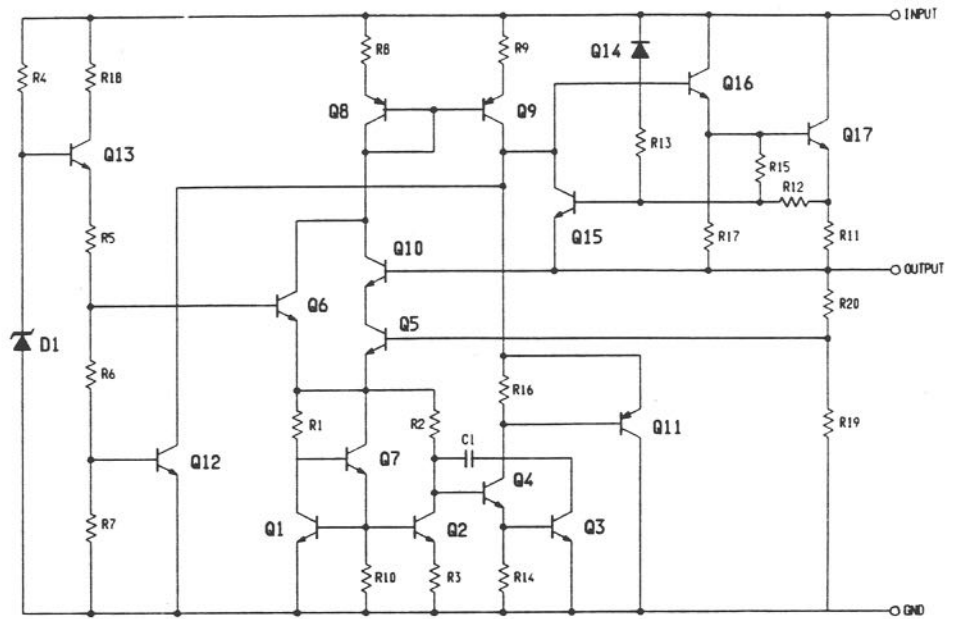 INPUT
R8
R9
Q14
R4
R18
Q16
Q8
Q9
Q17
Q13
R13
R15
R12
R5
Q10
Q15
R17
R11
OUTPUT
Q6
Q5
R20
D1
R6
R16
R1
R2
Q11
R19
C1
Q12
Q7
Q4
R7
Q1
Q2
Q3
R10
R3
R14
GND